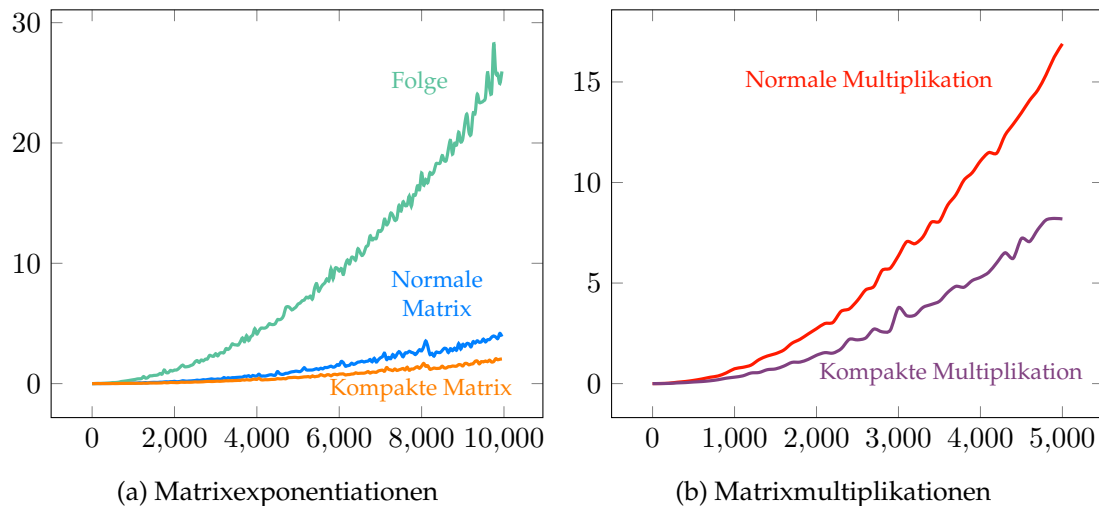 30
20
10
0
0
2,000
4,000
6,000
8,000
10,000
Folge
Normale
Matrix
Kompakte Matrix
(a) Matrixexponentiationen
15
10
5
0
0
1,000
2,000
3,000
4,000
5,000
Normale Multiplikation
Kompakte Multiplikation
(b) Matrixmultiplikationen